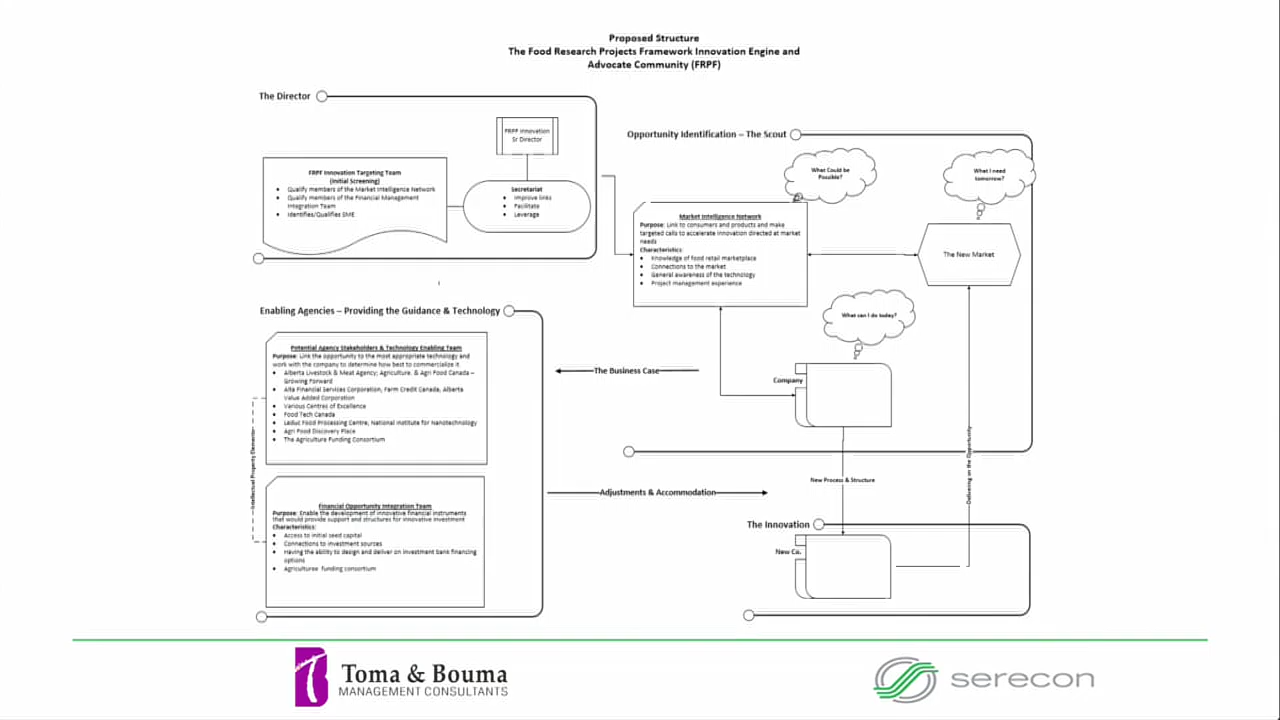 Proposed Structure
The Food Research Projects Framework Innovation Engine and
Advocate Community (FRPF)
The Director
FRPF Innovation
Sr Director
FRPF Innovation Targeting Team
(Initial Screening)
• Qualify members of the Market Intelligence Network
• Qualify members of the Financial Management
Integration Team
• Identifies/Qualifies SME
Secretariat
• Improve links
• Facilitate
• Leverage
Opportunity Identification – The Scout
What Could be
Possible?
What I need
tomorrow?
Market Intelligence Network
Purpose: Link to consumers and products and make
targeted calls to accelerate innovation directed at market
needs
Characteristics:
• Knowledge of food retail marketplace
• Connections to the market
• General awareness of the technology
• Project management experience
The New Market
What can I do today?
Company
Enabling Agencies – Providing the Guidance & Technology
Potential Agency Stakeholders & Technology Enabling Team
Purpose: Link the opportunity to the most appropriate technology and
work with the company to determine how best to commercialize it
• Alberta Livestock & Meat Agency; Agriculture & Agri Food Canada –
Growing Forward
• Alta Financial Services Corporation, Farm Credit Canada, Alberta
Value Added Corporation
• Various Centres of Excellence
• Food Tech Canada
• Leduc Food Processing Centre, National Institute for Nanotechnology
• Agri Food Discovery Place
• The Agriculture Funding Consortium
Intellectual Property Elements
Financial Opportunity Integration Team
Purpose: Enable the development of innovative financial instruments
that would provide support and structures for innovative investment
Characteristics:
• Access to initial seed capital
• Connections to investment sources
• Having the ability to design and deliver on investment bank financing
options
• Agriculturee funding consortium
The Business Case
Adjustments & Accommodation
New Process & Structure
Delivering on the Opportunity
The Innovation
New Co.
Toma & Bouma
MANAGEMENT CONSULTANTS
serecon